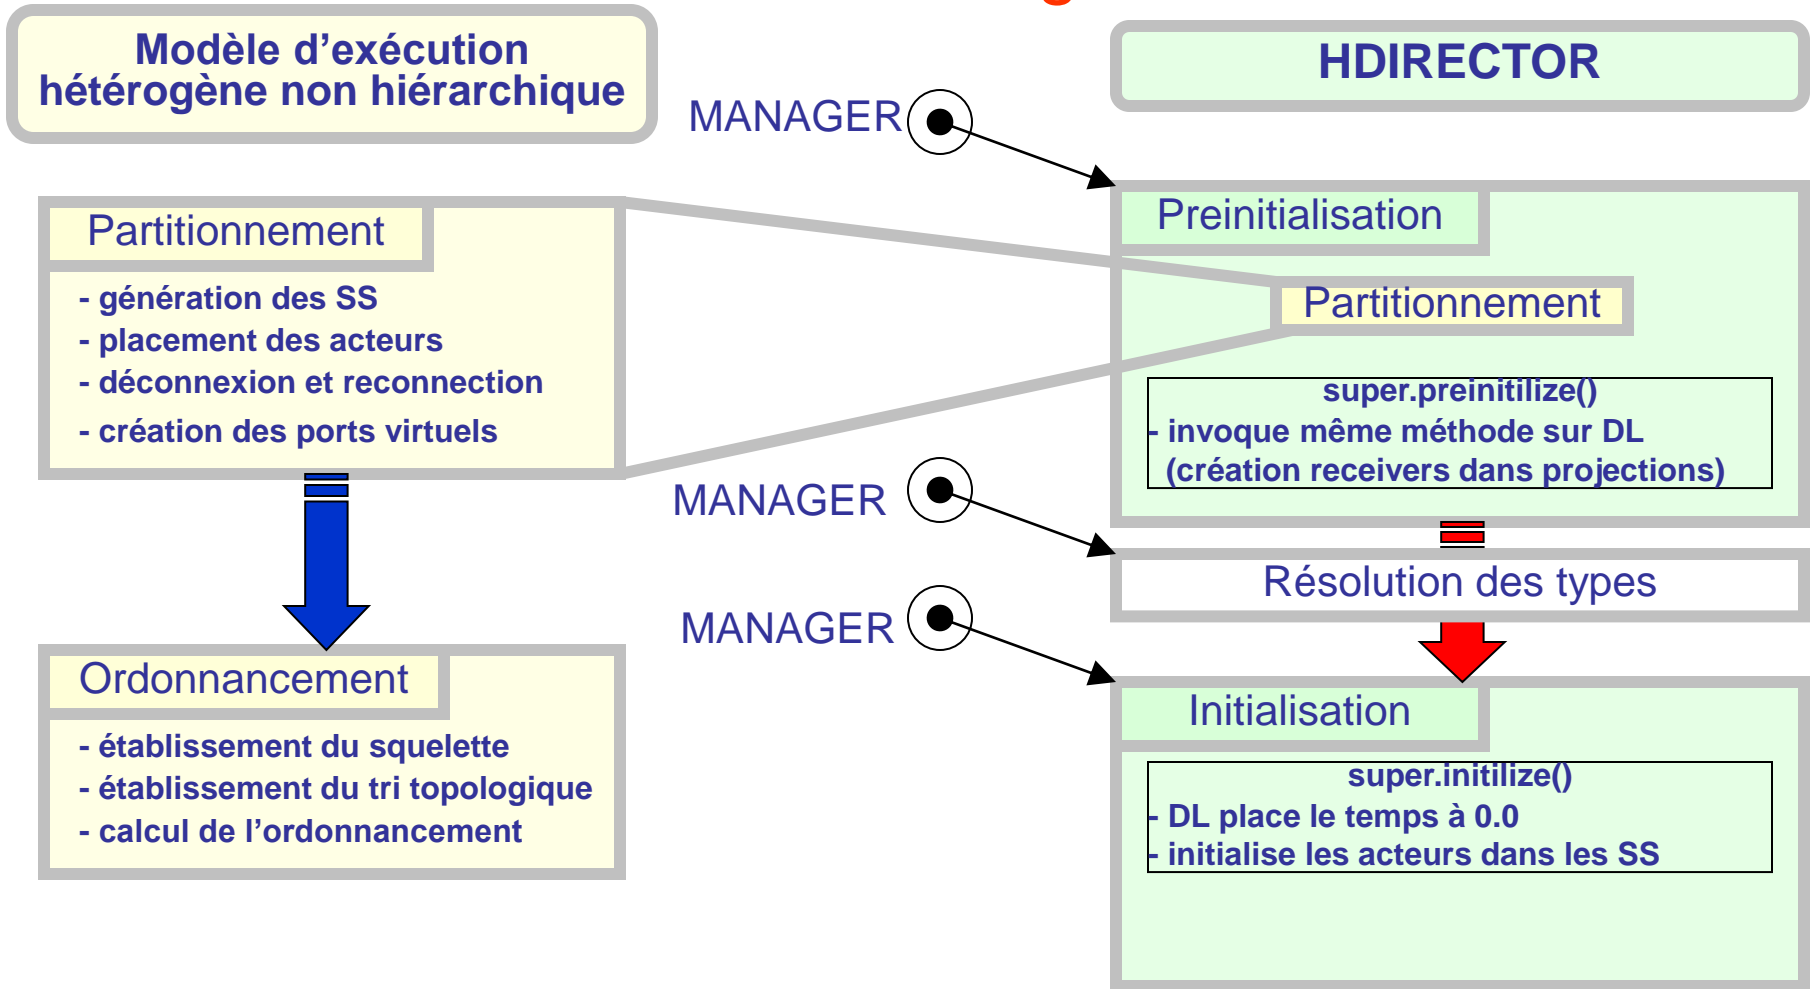 Modèle d’exécution
hétérogène non hiérarchique
Partitionnement
- génération des SS
- placement des acteurs
- déconnexion et reconnection
- création des ports virtuels
Ordonnancement
- établissement du squelette
- établissement du tri topologique
- calcul de l’ordonnancement
MANAGER
MANAGER
MANAGER
HDIRECTOR
Preinitialisation
Partitionnement
super.preinitilize()
- invoque même méthode sur DL
(création receivers dans projections)
Résolution des types
Initialisation
super.initilize()
- DL place le temps à 0.0
- initialise les acteurs dans les SS